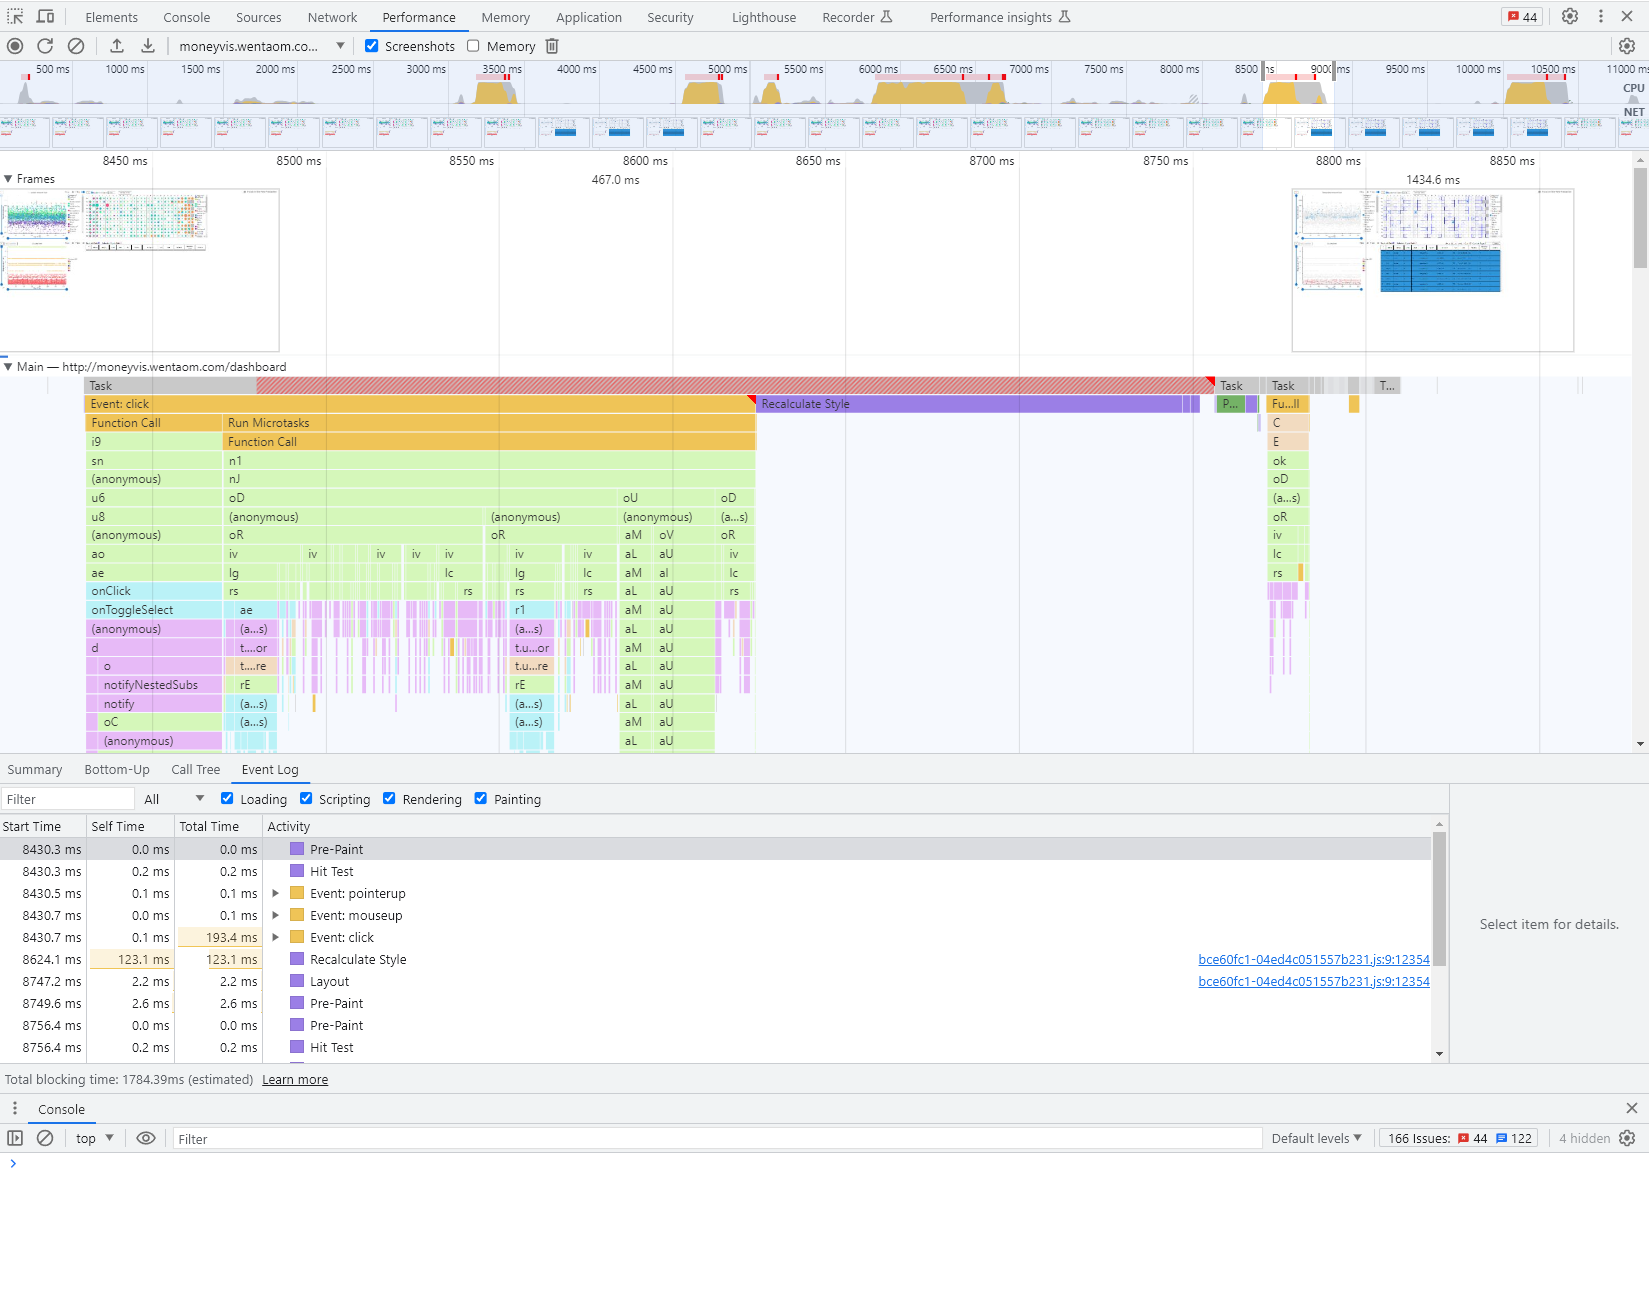 Elements Console Sources Network Performance Memory Application Security Lighthouse Recorder Performance insights 44
moneyvis.wentaom.co... Screenshots Memory
500 ms 1000 ms 1500 ms 2000 ms 2500 ms 3000 ms 3500 ms 4000 ms 4500 ms 5000 ms 5500 ms 6000 ms 6500 ms 7000 ms 7500 ms 8000 ms 8500 ms 9000 ms 9500 ms 10000 ms 10500 ms 11000 ms
CPU
NET
8450 ms 8500 ms 8550 ms 8600 ms 8650 ms 8700 ms 8750 ms 8800 ms 8850 ms
Frames 467.0 ms 1434.6 ms
Main — http://moneyvis.wentaom.com/dashboard
Task Task Task T...
Event: click Recalculate Style P... Fu...ll
Function Call Run Microtasks C
i9 Function Call E
sn n1 ok
(anonymous) nJ oD
u6 oD oU oD (a...s)
u8 (anonymous) (anonymous) (anonymous) (a...s) oR
(anonymous) oR oR aM oV oR iv
ao iv iv iv iv iv iv iv aL aU iv lc
ae lg lc lg lc aM al lc rs
onClick rs rs rs rs aL aU rs
onToggleSelect ae r1 aM aU
(anonymous) (a...s) (a...s) aL aU
d t....or t.u...or aM aU
o t....re t.u...re aL aU
notifyNestedSubs rE rE aM aU
notify (a...s) (a...s) aL aU
oC (a...s) (a...s) aM aU
(anonymous) aL aU
Summary Bottom-Up Call Tree Event Log
Filter All Loading Scripting Rendering Painting
Start Time Self Time Total Time Activity
8430.3 ms 0.0 ms 0.0 ms Pre-Paint
8430.3 ms 0.2 ms 0.2 ms Hit Test
8430.5 ms 0.1 ms 0.1 ms Event: pointerup
8430.7 ms 0.0 ms 0.1 ms Event: mouseup
8430.7 ms 0.1 ms 193.4 ms Event: click
8624.1 ms 123.1 ms 123.1 ms Recalculate Style bce60fc1-04ed4c051557b231.js:9:12354
8747.2 ms 2.2 ms 2.2 ms Layout bce60fc1-04ed4c051557b231.js:9:12354
8749.6 ms 2.6 ms 2.6 ms Pre-Paint
8756.4 ms 0.0 ms 0.0 ms Pre-Paint
8756.4 ms 0.2 ms 0.2 ms Hit Test
Select item for details.
Total blocking time: 1784.39ms (estimated) Learn more
Console
top Filter Default levels 166 Issues: 44 122 4 hidden